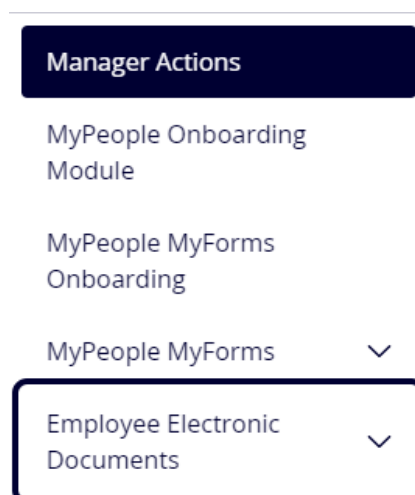 Manager Actions
MyPeople Onboarding
Module
MyPeople MyForms
Onboarding
MyPeople MyForms
Employee Electronic
Documents